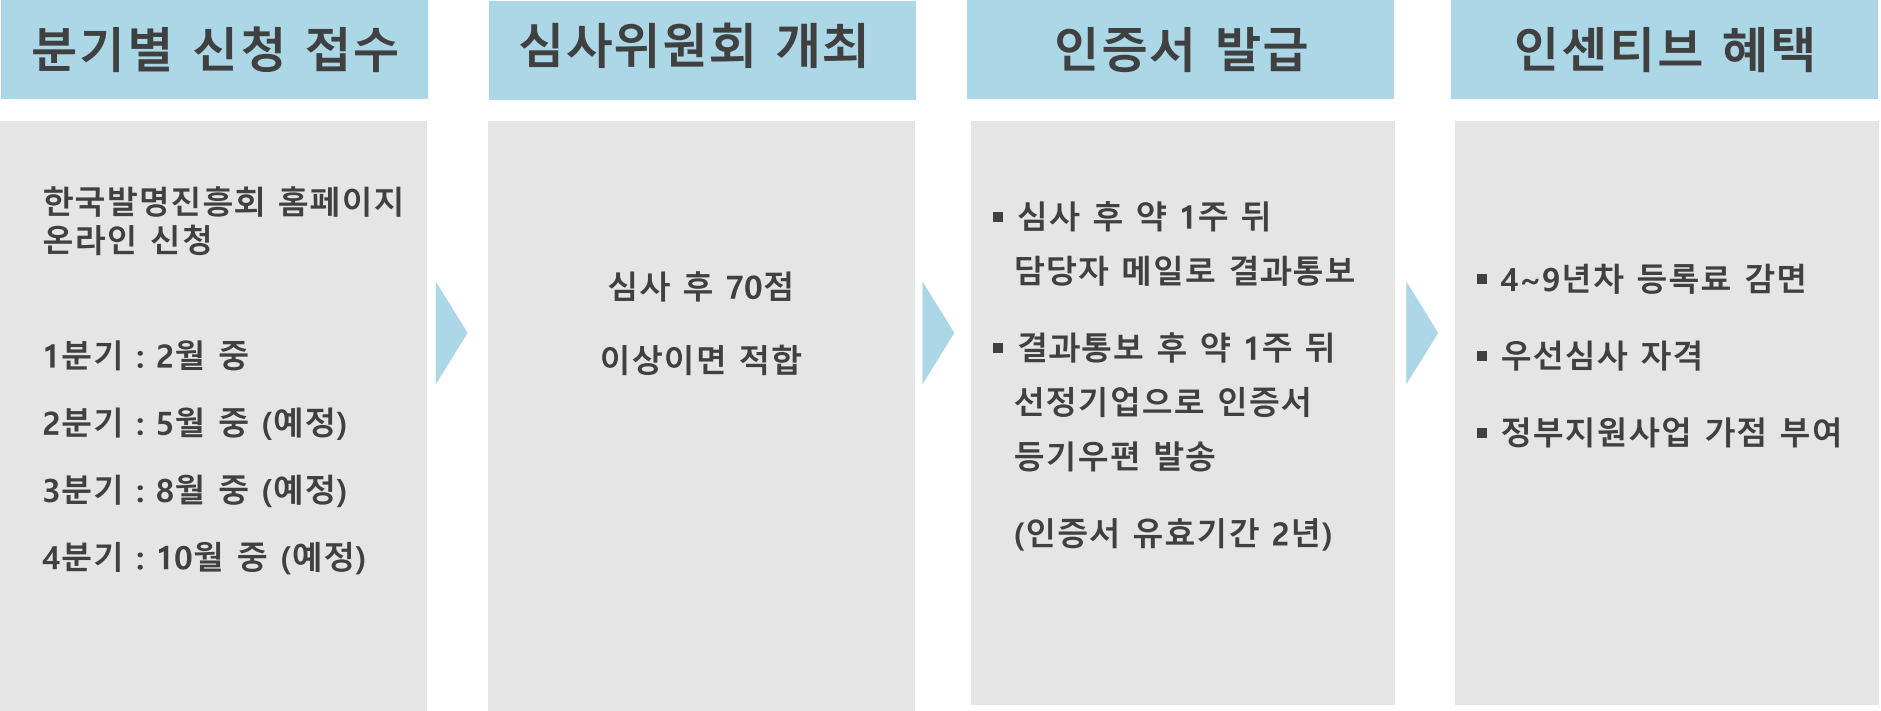 분기별 신청 접수
한국발명진흥회 홈페이지
온라인 신청
1분기 : 2월 중
2분기 : 5월 중 (예정)
3분기 : 8월 중 (예정)
4분기 : 10월 중 (예정)
심사위원회 개최
심사 후 70점
이상이면 적합
인증서 발급
▪ 심사 후 약 1주 뒤
담당자 메일로 결과통보
▪ 결과통보 후 약 1주 뒤
선정기업으로 인증서
등기우편 발송
(인증서 유효기간 2년)
인센티브 혜택
▪ 4~9년차 등록료 감면
▪ 우선심사 자격
▪ 정부지원사업 가점 부여